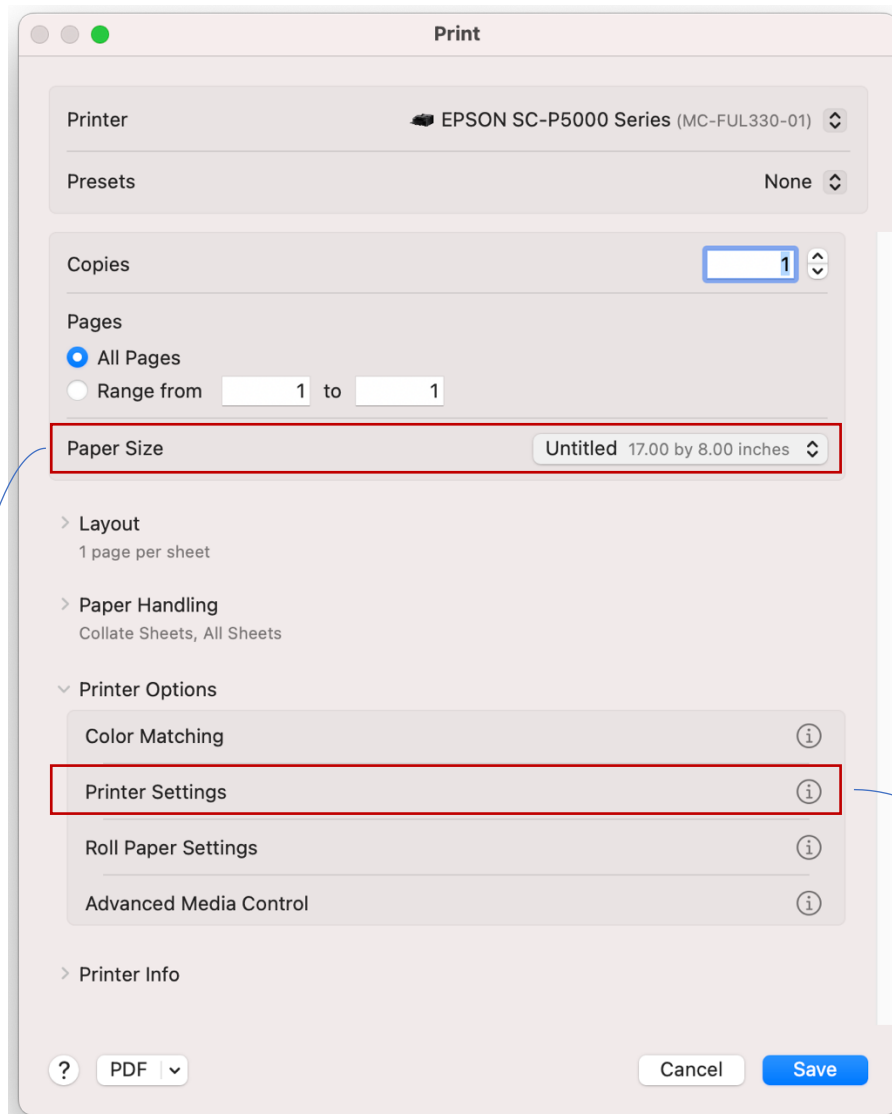 Print
Printer EPSON SC-P5000 Series (MC-FUL330-01)
Presets None
Copies 1
Pages
All Pages
Range from 1 to 1
Paper Size Untitled 17.00 by 8.00 inches
Layout
1 page per sheet
Paper Handling
Collate Sheets, All Sheets
Printer Options
Color Matching
Printer Settings
Roll Paper Settings
Advanced Media Control
Printer Info
? PDF Cancel Save